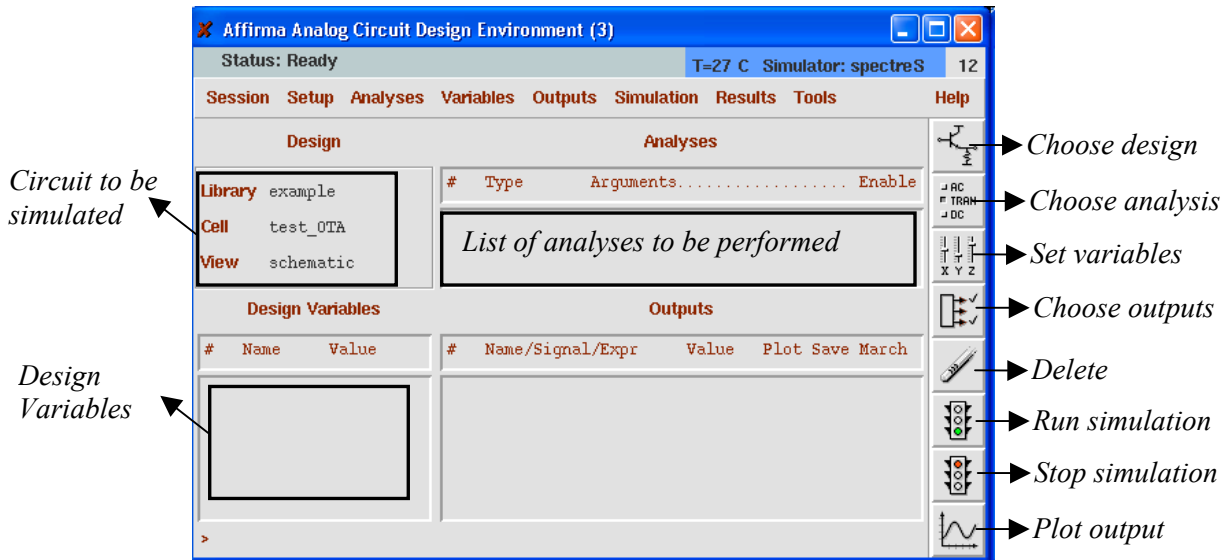 Affirma Analog Circuit Design Environment (3)
Status: Ready
T=27 C Simulator: spectreS 12
Session Setup Analyses Variables Outputs Simulation Results Tools Help
Design
Analyses
Library example
Cell test_OTA
View schematic
# Type Arguments................... Enable
List of analyses to be performed
Design Variables
Outputs
# Name Value
# Name/Signal/Expr Value Plot Save March
>
Circuit to be
simulated
Design
Variables
AC
TRAN
DC
X Y Z
Choose design
Choose analysis
Set variables
Choose outputs
Delete
Run simulation
Stop simulation
Plot output